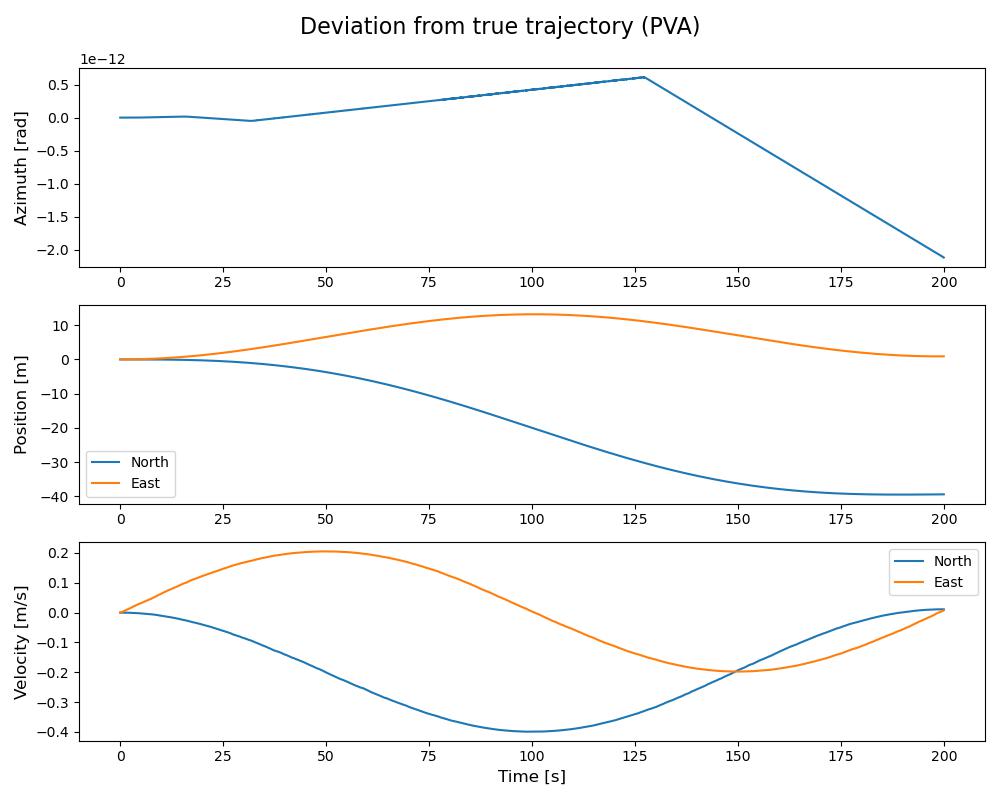 Deviation from true trajectory (PVA)
1e−12
Azimuth [rad]
0.5
0.0
−0.5
−1.0
−1.5
−2.0
0 25 50 75 100 125 150 175 200
Position [m]
10
0
−10
−20
−30
−40
North
East
0 25 50 75 100 125 150 175 200
Velocity [m/s]
0.2
0.1
0.0
−0.1
−0.2
−0.3
−0.4
North
East
0 25 50 75 100 125 150 175 200
Time [s]